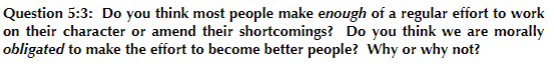 Question 5:3:  Do you think most people make enough of a regular effort to work
on their character or amend their shortcomings?  Do you think we are morally
obligated to make the effort to become better people?  Why or why not?